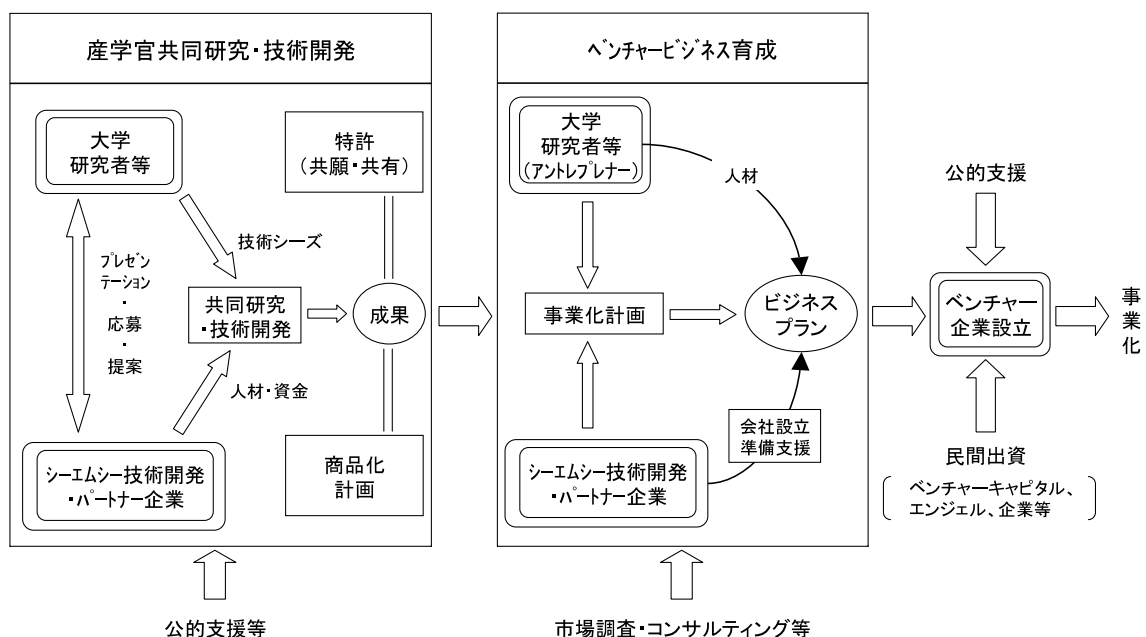 産学官共同研究・技術開発
大学
研究者等
特許
（共願・共有）
技術シーズ
プレゼン
テーション
・
応募
・
提案
共同研究
・技術開発
成果
人材・資金
シーエムシー技術開発
・パートナー企業
商品化
計画
公的支援等
ベンチャービジネス育成
大学
研究者等
（アントレプレナー）
人材
事業化計画
ビジネス
プラン
会社設立
準備支援
シーエムシー技術開発
・パートナー企業
市場調査・コンサルティング等
公的支援
ベンチャー
企業設立
事
業
化
民間出資
ベンチャーキャピタル、
エンジェル、企業等